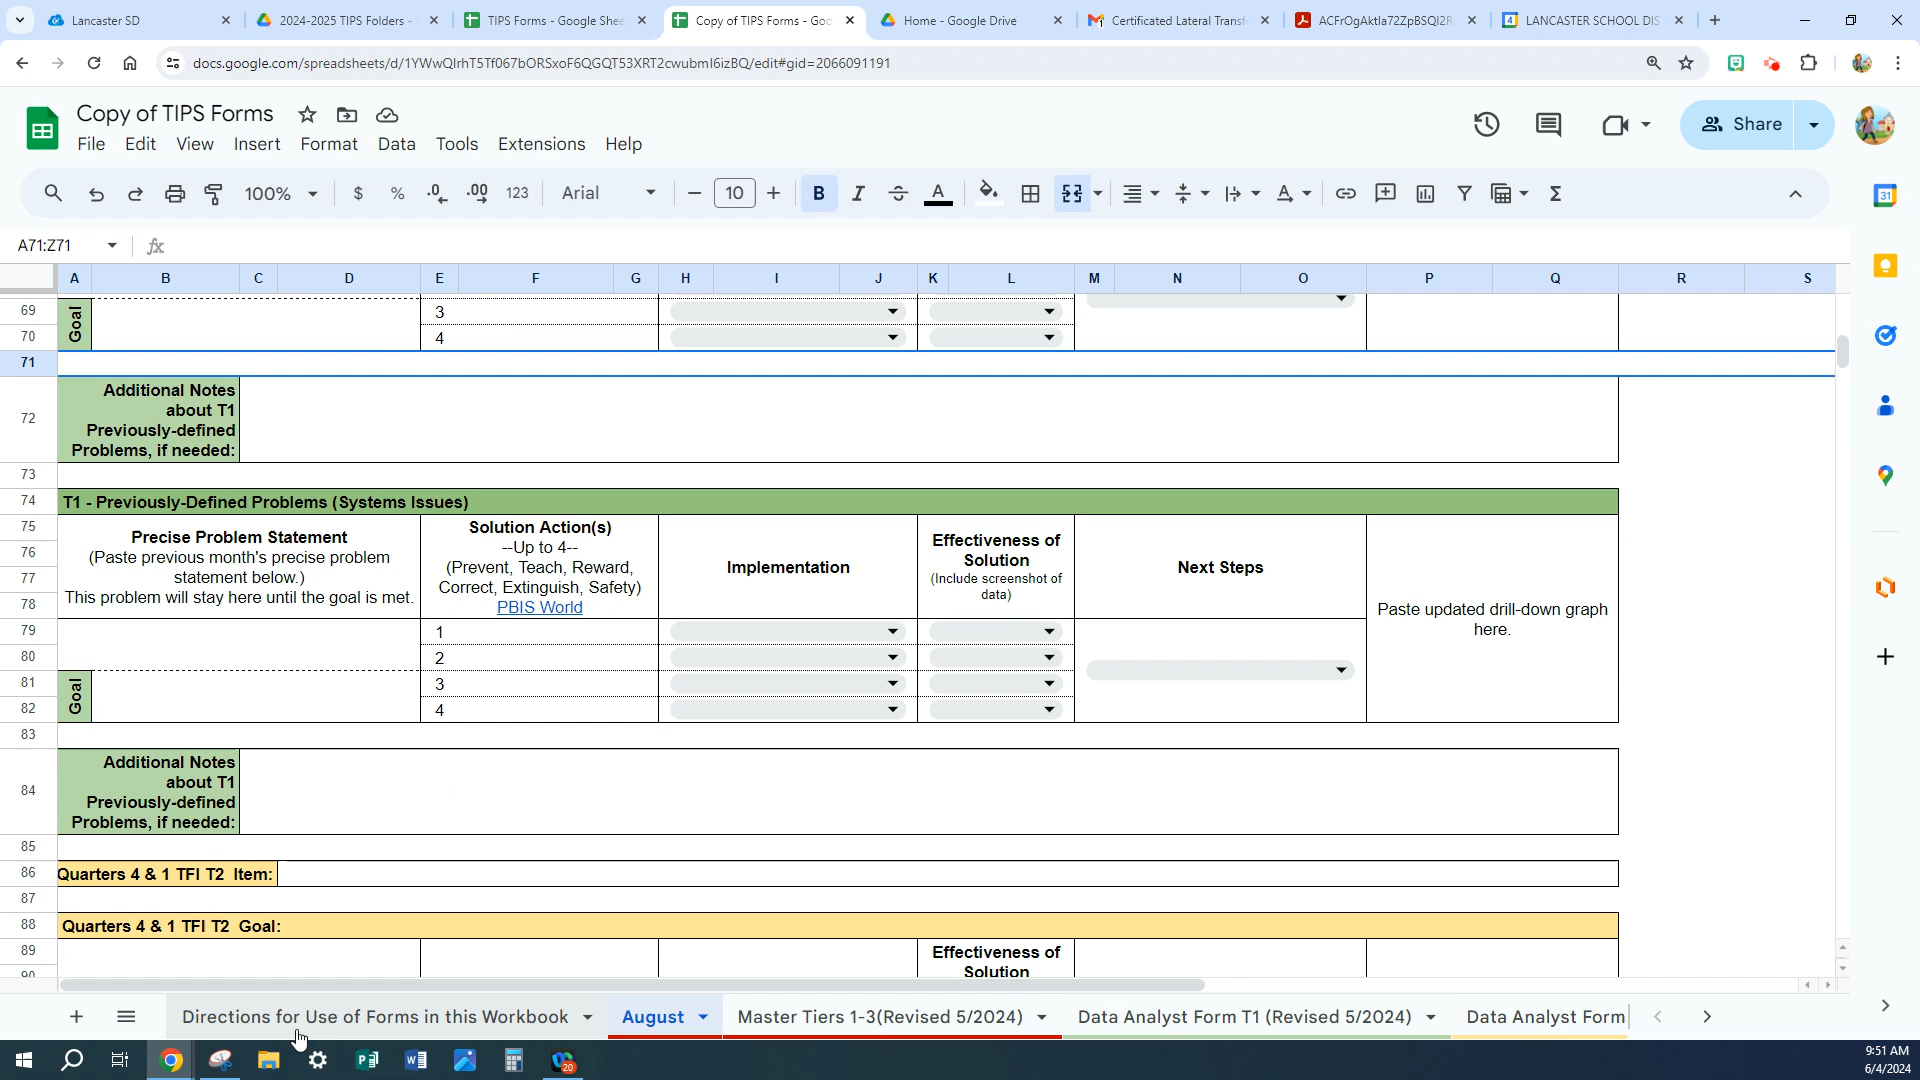 Lancaster SD
2024-2025 TIPS Folders -
TIPS Forms - Google Shee
Copy of TIPS Forms - Goo
Home - Google Drive
Certificated Lateral Transf
ACFrOgAktla72ZpBSQI2R
LANCASTER SCHOOL DIS
docs.google.com/spreadsheets/d/1YWwQlrhT5Tf067bORSxoF6QGQT53XRT2cwubmI6izBQ/edit#gid=2066091191
Copy of TIPS Forms
Share
File Edit View Insert Format Data Tools Extensions Help
100% $ % .0 .00 123 Arial 10 B I A
31
A71:Z71 fx
A B C D E F G H I J K L M N O P Q R S
69 3
Goal
70 4
71
72 Additional Notes
about T1
Previously-defined
Problems, if needed:
73
74 T1 - Previously-Defined Problems (Systems Issues)
75
76
77
78
Precise Problem Statement
(Paste previous month's precise problem
statement below.)
This problem will stay here until the goal is met.
Solution Action(s)
--Up to 4--
(Prevent, Teach, Reward,
Correct, Extinguish, Safety)
PBIS World
Implementation
Effectiveness of
Solution
(Include screenshot of
data)
Next Steps
Paste updated drill-down graph
here.
79 1
80 2
81 3
Goal
82 4
83
84 Additional Notes
about T1
Previously-defined
Problems, if needed:
85
86 Quarters 4 & 1 TFI T2 Item:
87
88 Quarters 4 & 1 TFI T2 Goal:
89 Effectiveness of
90 Solution
Directions for Use of Forms in this Workbook
August
Master Tiers 1-3(Revised 5/2024)
Data Analyst Form T1 (Revised 5/2024)
Data Analyst Form
20
9:51 AM
6/4/2024